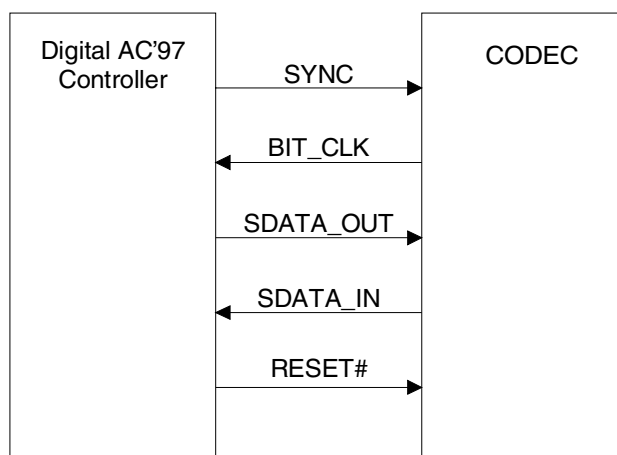 Digital AC'97
Controller
CODEC
SYNC
BIT_CLK
SDATA_OUT
SDATA_IN
RESET#